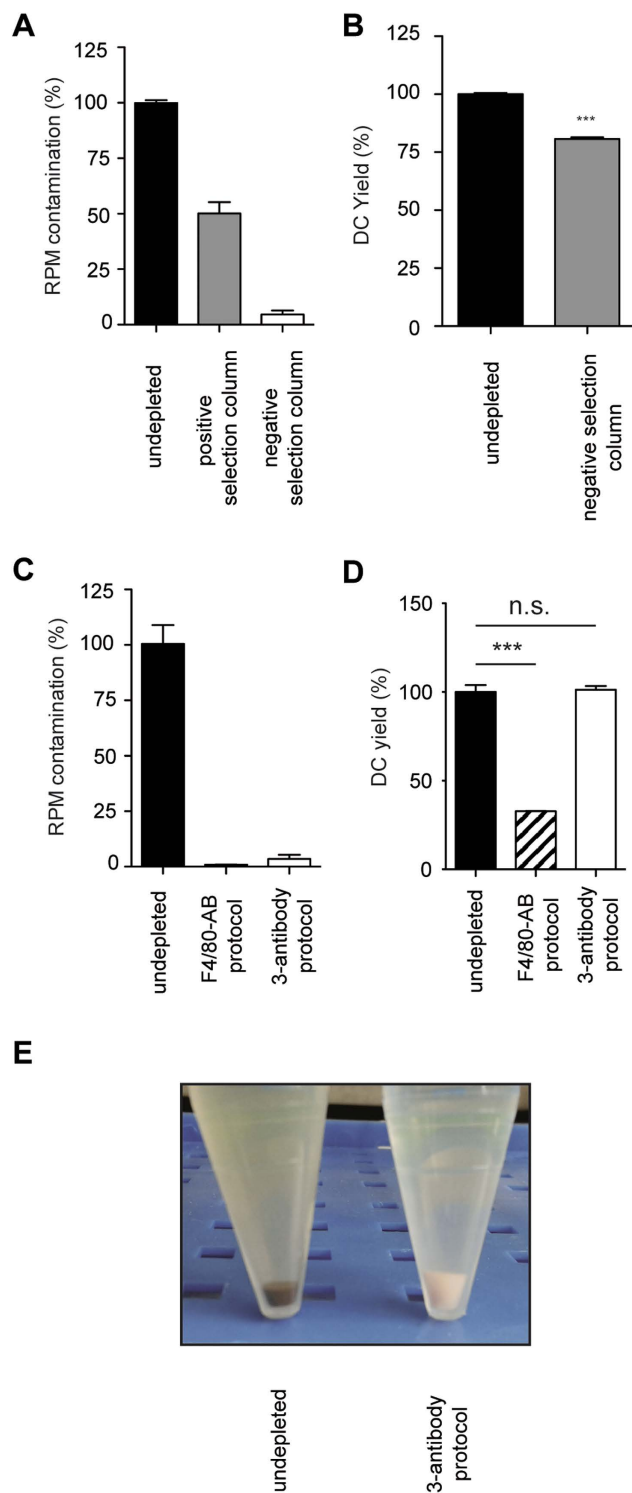 A
RPM contamination (%)
125
100
75
50
25
0
undepleted
positive
selection column
negative
selection column
B
DC Yield (%)
125
100
75
50
25
0
***
undepleted
negative selection
column
C
RPM contamination (%)
125
100
75
50
25
0
undepleted
F4/80-AB
protocol
3-antibody
protocol
D
DC yield (%)
150
100
50
0
n.s.
***
undepleted
F4/80-AB
protocol
3-antibody
protocol
E
undepleted
3-antibody
protocol